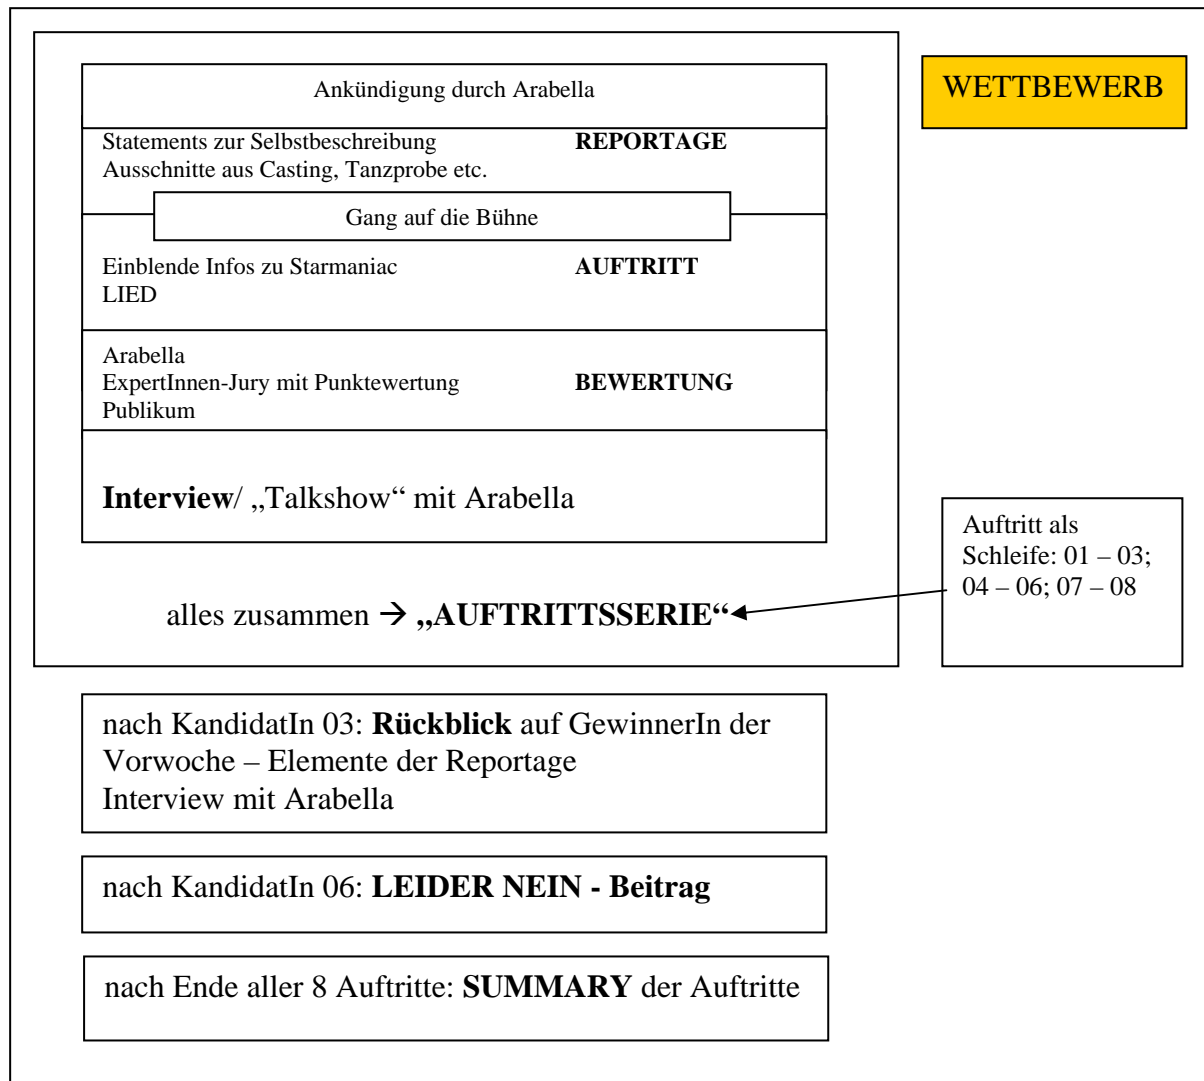 WETTBEWERB
Ankündigung durch Arabella
Statements zur Selbstbeschreibung REPORTAGE
Ausschnitte aus Casting, Tanzprobe etc.
Gang auf die Bühne
Einblende Infos zu Starmaniac AUFTRITT
LIED
Arabella
ExpertInnen-Jury mit Punktewertung BEWERTUNG
Publikum
Interview/ „Talkshow“ mit Arabella
Auftritt als
Schleife: 01 – 03;
04 – 06; 07 – 08
alles zusammen → „AUFTRITTSSERIE“
nach KandidatIn 03: Rückblick auf GewinnerIn der
Vorwoche – Elemente der Reportage
Interview mit Arabella
nach KandidatIn 06: LEIDER NEIN - Beitrag
nach Ende aller 8 Auftritte: SUMMARY der Auftritte